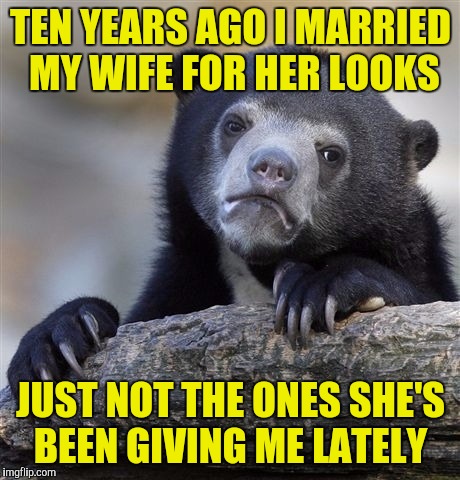 TEN YEARS AGO I MARRIED
MY WIFE FOR HER LOOKS
JUST NOT THE ONES SHE'S
BEEN GIVING ME LATELY
imgflip.com